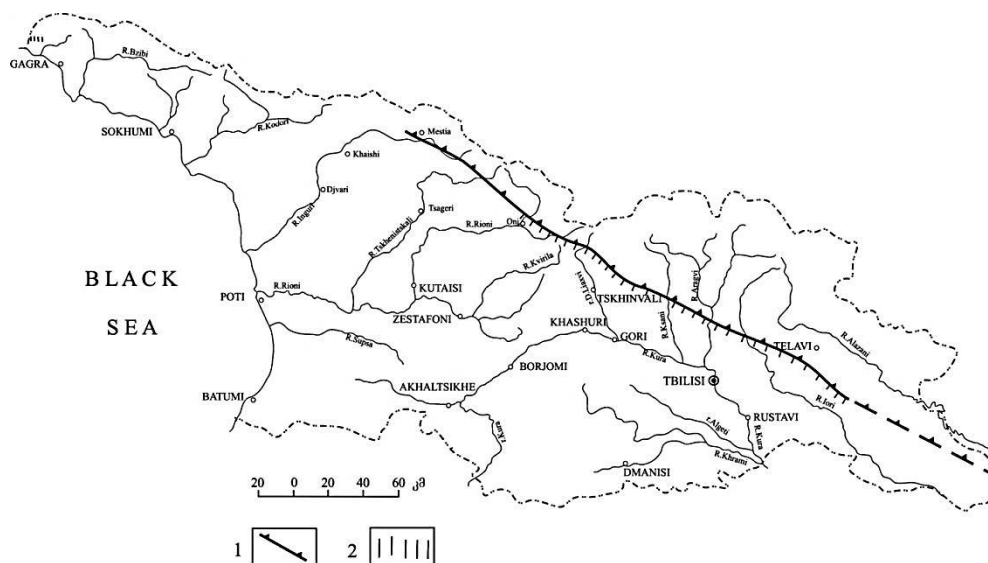 R.Bzibi
GAGRA
SOKHUMI
R.Kodori
Mestia
Khaishi
Djvari
R.Inguri
Tsageri
R.Tskhenistskali
Oni
R.Rioni
R.Kvirila
BLACK
SEA
R.Rioni
POTI
KUTAISI
ZESTAFONI
TSKHINVALI
R.Ksani
R.Aragvi
KHASHURI
GORI
R.Kura
TELAVI
R.Alazani
R.Supsa
BORJOMI
TBILISI
AKHALTSIKHE
BATUMI
R.Iori
RUSTAVI
R.Kura
r.Algeti
R.Khrami
DMANISI
20 0 20 40 60 კმ
1 2